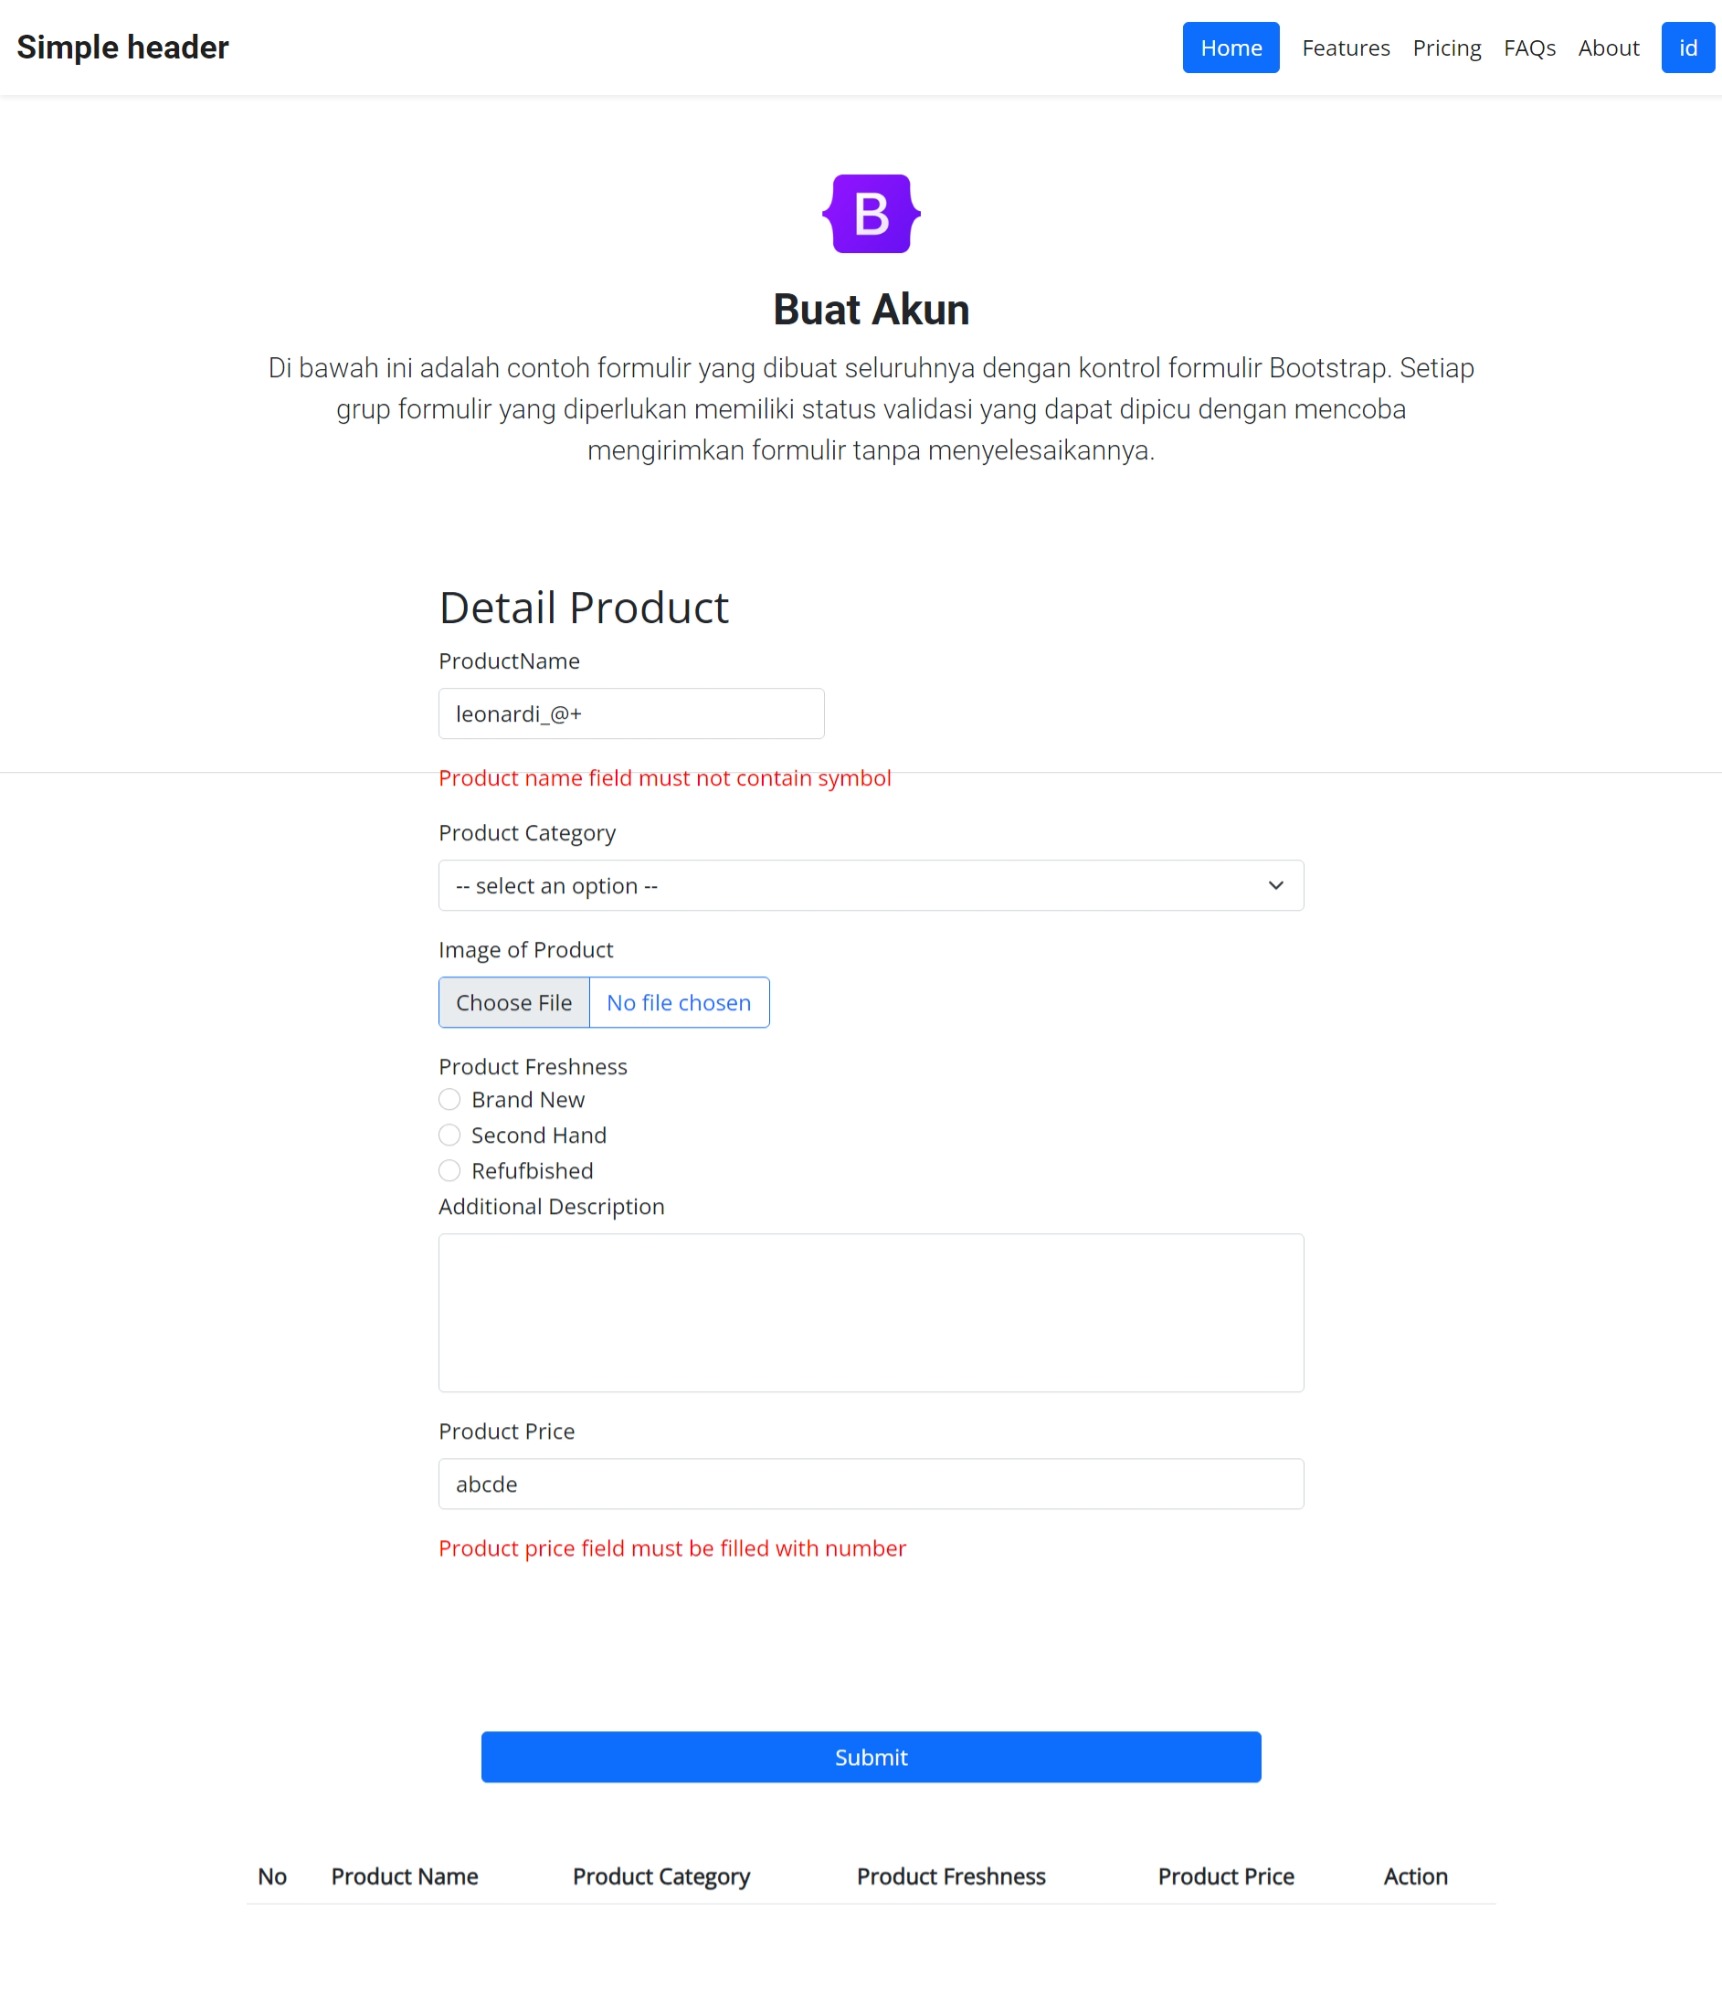 Simple header
Home Features Pricing FAQs About id
B
Buat Akun
Di bawah ini adalah contoh formulir yang dibuat seluruhnya dengan kontrol formulir Bootstrap. Setiap
grup formulir yang diperlukan memiliki status validasi yang dapat dipicu dengan mencoba
mengirimkan formulir tanpa menyelesaikannya.
Detail Product
ProductName
leonardi_@+
Product name field must not contain symbol
Product Category
-- select an option --
Image of Product
Choose File No file chosen
Product Freshness
Brand New
Second Hand
Refufbished
Additional Description
Product Price
abcde
Product price field must be filled with number
Submit
No Product Name Product Category Product Freshness Product Price Action